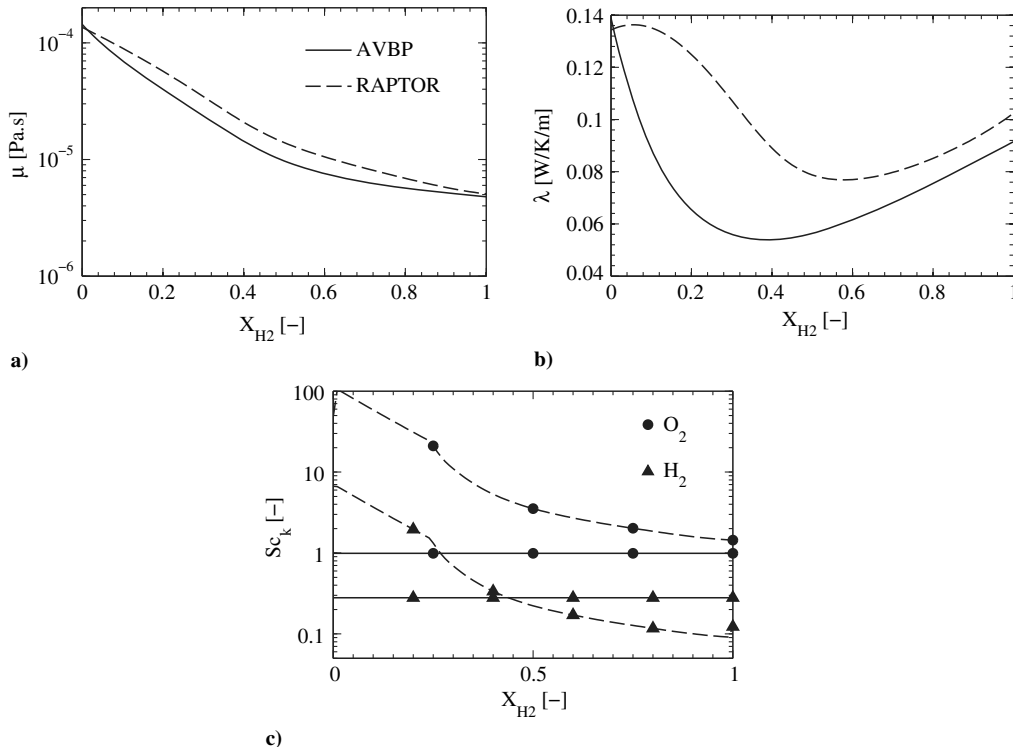 10⁻⁴
10⁻⁵
10⁻⁶
μ [Pa.s]
AVBP
RAPTOR
0 0.2 0.4 0.6 0.8 1
X_H2 [−]
a)
0.14
0.12
0.1
0.08
0.06
0.04
λ [W/K/m]
0 0.2 0.4 0.6 0.8 1
X_H2 [−]
b)
100
10
1
0.1
Sc_k [−]
O_2
H_2
0 0.5 1
X_H2 [−]
c)